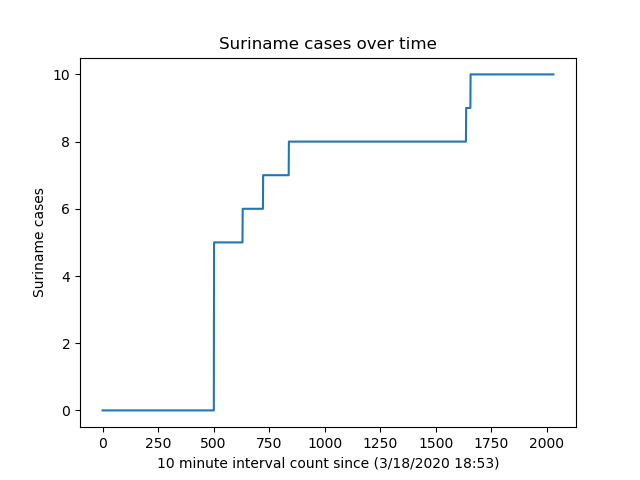 Suriname cases over time
10
8
6
4
2
0
Suriname cases
0 250 500 750 1000 1250 1500 1750 2000
10 minute interval count since (3/18/2020 18:53)